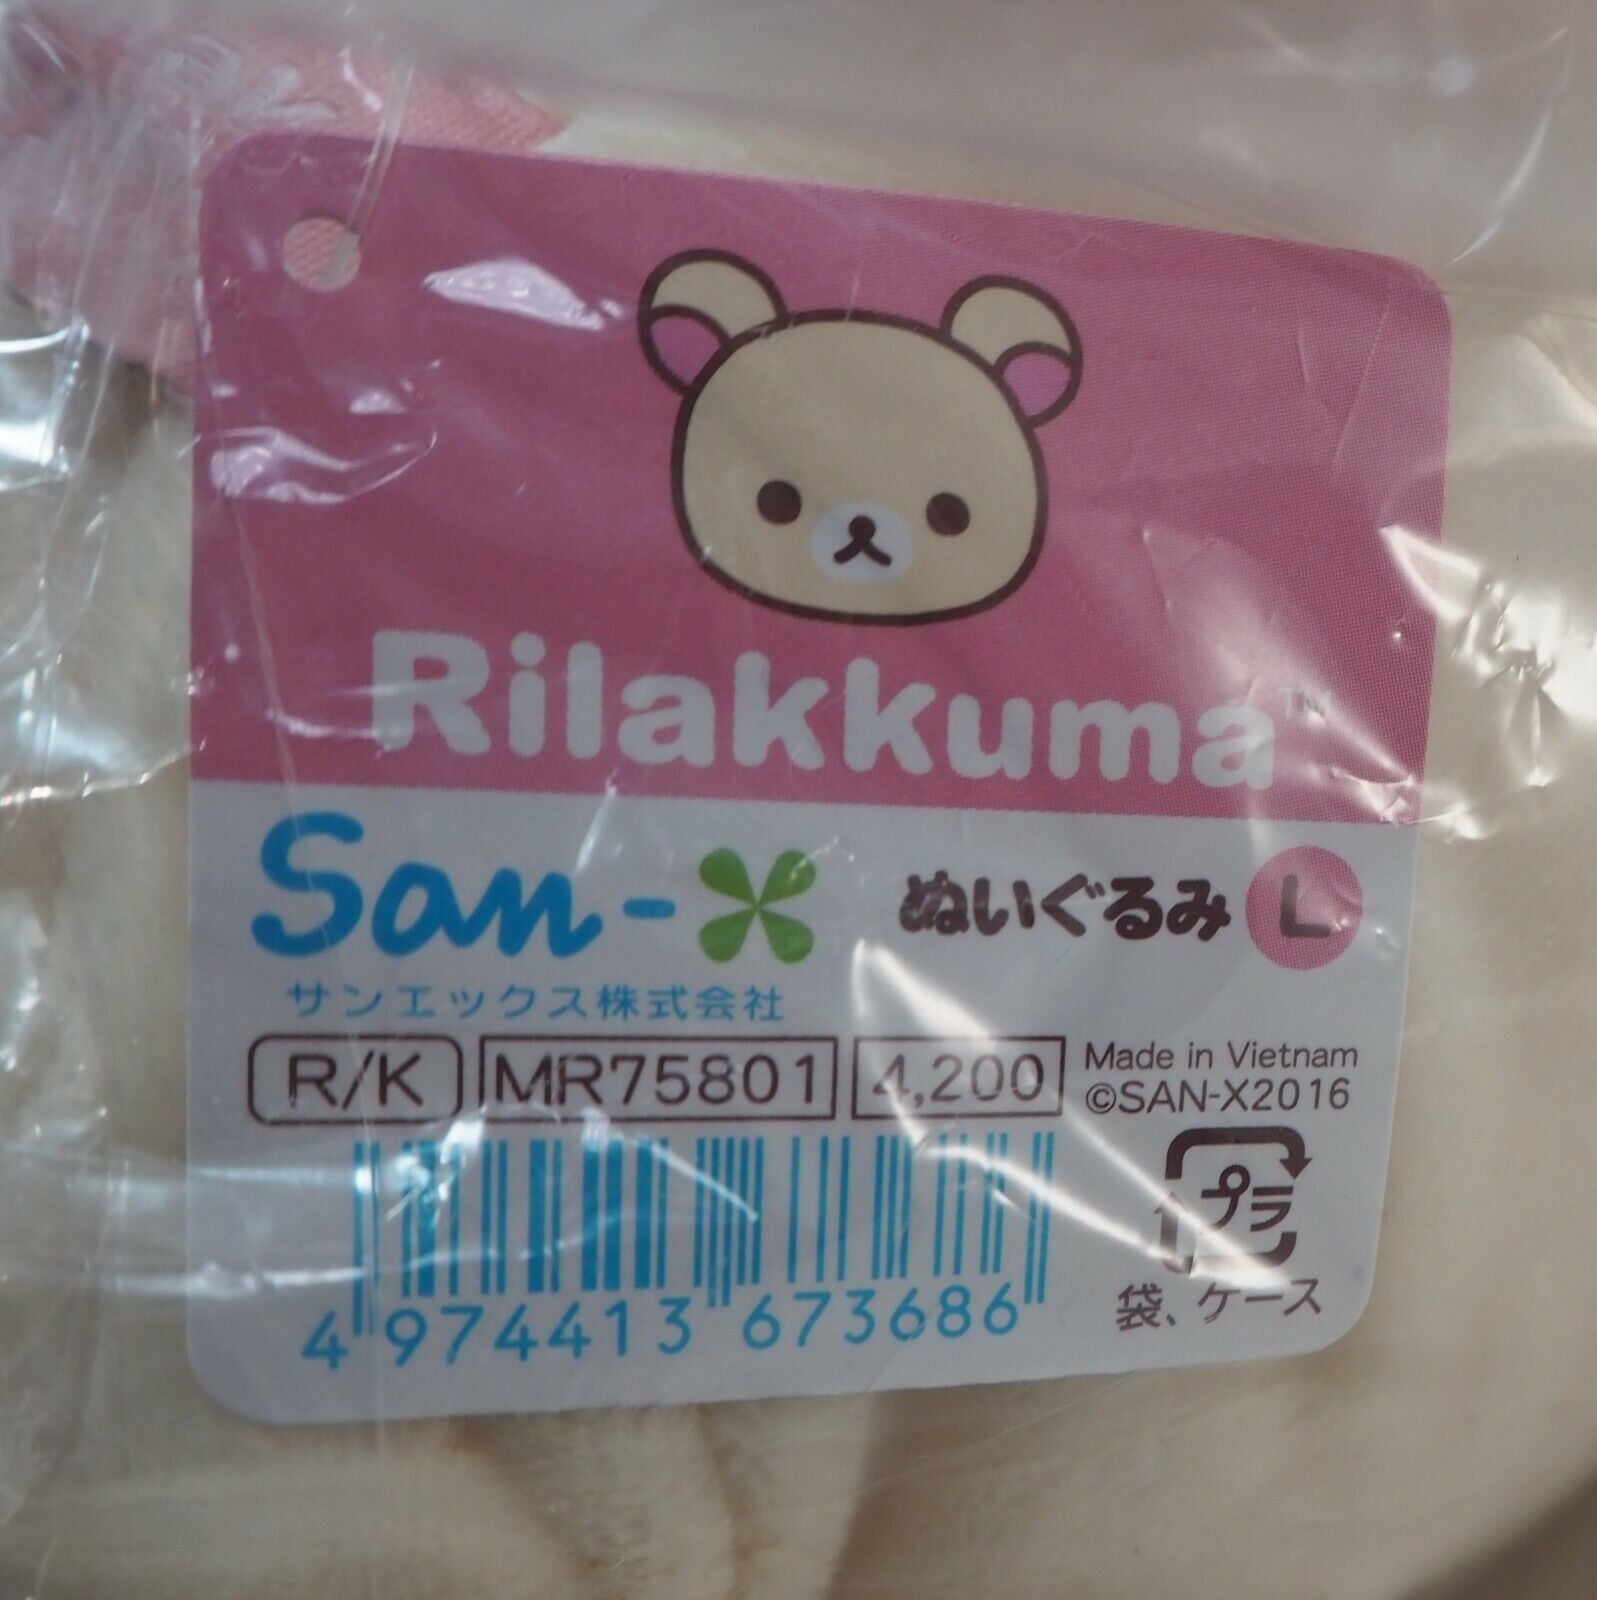 Rilakkuma™
San-X ぬいぐるみ L
サンエックス株式会社
R/K MR75801 4,200 Made in Vietnam
©SAN-X2016
プラ
4 974413 673686 袋、ケース